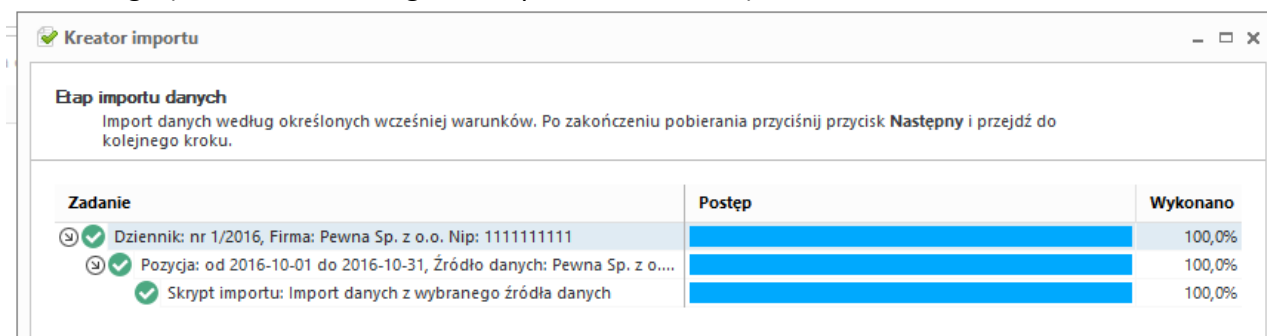 Kreator importu
Etap importu danych
Import danych według określonych wcześniej warunków. Po zakończeniu pobierania przyciśnij przycisk Następny i przejdź do
kolejnego kroku.
Zadanie Postęp Wykonano
Dziennik: nr 1/2016, Firma: Pewna Sp. z o.o. Nip: 1111111111 100,0%
Pozycja: od 2016-10-01 do 2016-10-31, Źródło danych: Pewna Sp. z o.... 100,0%
Skrypt importu: Import danych z wybranego źródła danych 100,0%